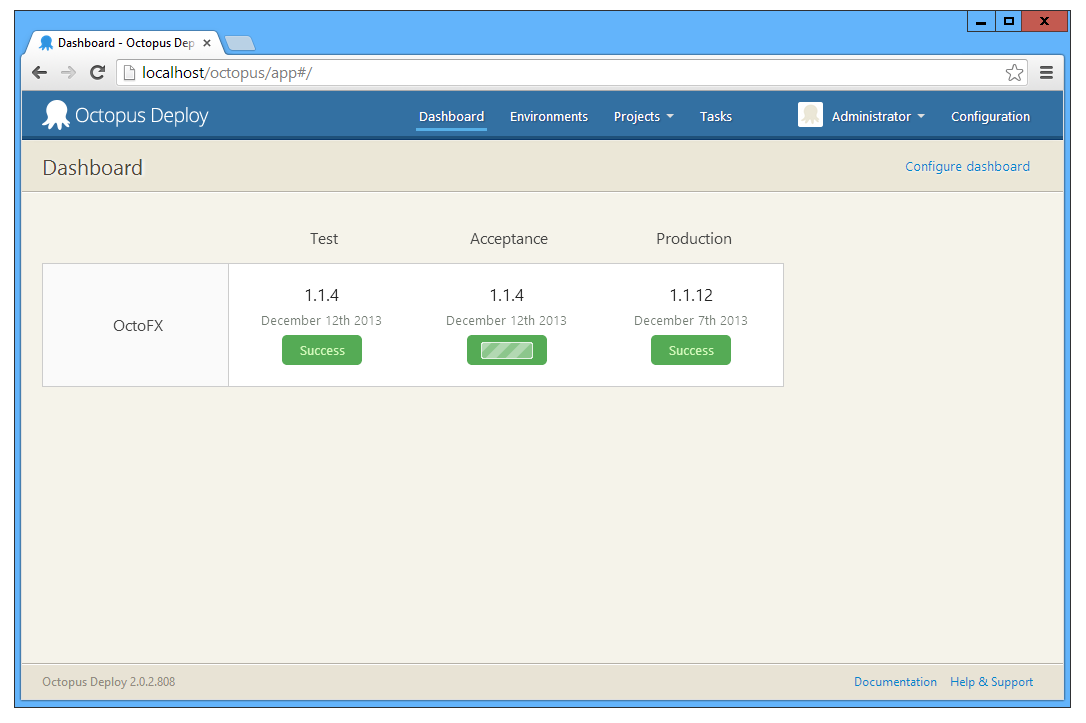 Dashboard - Octopus Dep
localhost/octopus/app#/
Octopus Deploy Dashboard Environments Projects Tasks Administrator Configuration
Dashboard Configure dashboard
Test Acceptance Production
1.1.4 1.1.4 1.1.12
December 12th 2013 December 12th 2013 December 7th 2013
OctoFX
Success Success
Octopus Deploy 2.0.2.808 Documentation Help & Support